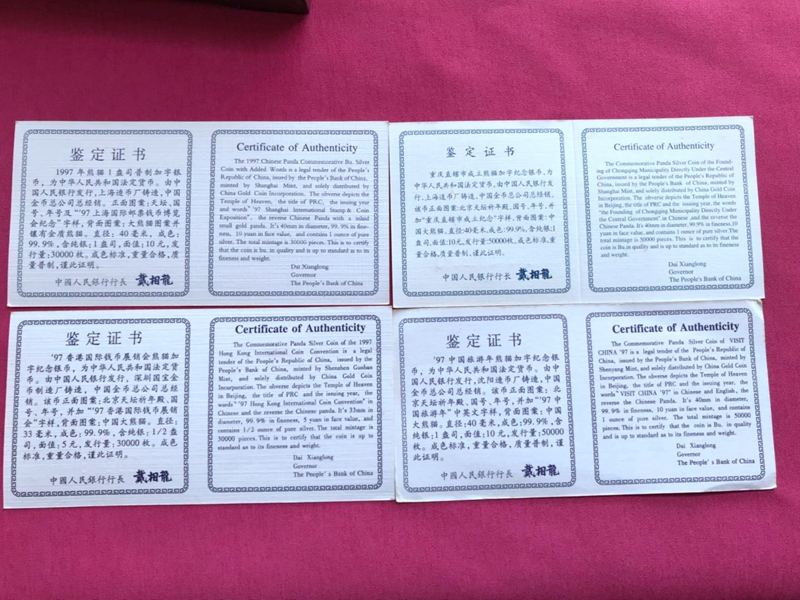 鉴定证书
1997年熊猫1盎司普制加字银
币，为中华人民共和国法定货币。由中
国人民银行发行，上海造币厂铸造，中国
金币总公司总经销。正面图案：天坛、国
号、年号及“'97上海国际邮票钱币博览
会纪念”字样，背面图案：大熊猫图案并
镶有金质熊猫。直径：40毫米，成色：
99.9%，含纯银：1盎司，面值：10元，发
行量：30000枚。成色标准，重量合格，质
量普制，谨此证明。
中國人民銀行行长 戴相龍
Certificate of Authenticity
The 1997 Chinese Panda Commemorative Bu. Silver
Coin with Added Words is a legal tender of the People's
Republic of China, issued by the People's Bank of China,
minted by Shanghai Mint, and solely distributed by
China Gold Coin Incorporation. The obverse depicts the
Temple of Heaven, the title of PRC, the issuing year
and words "'97 Shanghai International Stamp & Coin
Exposition", the reverse Chinese Panda with a inlaid
small gold panda. It's 40mm in diameter, 99.9% in fine-
ness, 10 yuan in face value, and contains 1 ounce of pure
silver. The total mintage is 30000 pieces. This is to certify
that the coin is bu. in quality and is up to standard as to its
fineness and weight.
Dai Xianglong
Governor
The People's Bank of China
鉴定证书
重庆直辖市成立熊猫加字纪念银币，为
中华人民共和国法定货币。由中国人民银行发
行，上海造币厂铸造，中国金币总公司总经销。
该币正面图案：北京天坛祈年殿、国号、年号，并
加“重庆直辖市成立纪念”字样，背面图案：中
国大熊猫。直径：40毫米，成色：99.9%，含纯银：1
盎司，面值：10元，发行量：50000枚。成色标准，重
量合格，质量普制，谨此证明。
中國人民銀行行长 戴相龍
Certificate of Authenticity
The Commemorative Panda Silver Coin of the Found-
ing of Chongqing Municipality Directly Under the Central
Government is a legal tender of the People's Republic of
China, issued by the People's Bank of China, minted by
Shanghai Mint, and solely distributed by China Gold Coin
Incorporation. The obverse depicts the Temple of Heaven
in Beijing, the title of PRC and the issuing year, the words
"the Founding of Chongqing Municipality Directly Under
the Central Government" in Chinese ,and the reverse the
Chinese Panda. It's 40mm in diameter, 99.9% in fineness, 10
yuan in face value, and contains 1 ounce of pure silver. The
total mintage is 50000 pieces. This is to certify that the
coin is Bu.in quality and is up to standard as to its fineness
and weight.
Dai Xianglong
Governor
The People's Bank of China
鉴定证书
'97香港国际钱币展销会熊猫加
字纪念银币，为中华人民共和国法定
货币。由中国人民银行发行，深圳国宝金
币制造厂铸造，中国金币总公司总经
销。该币正面图案：北京天坛祈年殿、国
号、年号，并加“'97香港国际钱币展销
会”字样，背面图案：中国大熊猫。直径：
33毫米，成色：99.9%，含纯银：1/2盎
司，面值：5元，发行量：30000枚。成色
标准，重量合格，谨此证明。
中國人民銀行行长 戴相龍
Certificate of Authenticity
The Commemorative Panda Silver Coin of the 1997
Hong Kong International Coin Convention is a legal
tender of the People's Republic of China, issued by the
People's Bank of China, minted by Shenzhen Guobao
Mint, and solely distributed by China Gold Coin
Incorporation. The obverse depicts the Temple of Heaven
in Beijing, the title of PRC and the issuing year, the
words"'97 Hong Kong International Coin Convention" in
Chinese and the reverse the Chinese Panda. It's 33mm in
diameter, 99.9% in fineness, 5 yuan in face value, and
contains 1/2 ounce of pure silver. The total mintage is
30000 pieces. This is to certify that the coin is up to
standard as to its fineness and weight.
Dai Xianglong
Governor
The People's Bank of China
鉴定证书
'97中国旅游年熊猫加字纪念银
币，为中华人民共和国法定货币。由中
国人民银行发行，沈阳造币厂铸造，中国
金币总公司总经销。该币正面图案：北
京天坛祈年殿、国号、年号，并加“'97中
国旅游年”中英文字样，背面图案：中国
大熊猫。直径：40毫米，成色：99.9%，含
纯银：1盎司，面值：10元，发行量：50000
枚。成色标准，重量合格，质量普制，谨
此证明。
中國人民銀行行长 戴相龍
Certificate of Authenticity
The Commemorative Panda Silver Coin of VISIT
CHINA '97 is a legal tender of the People's Republic of
China, issued by the People's Bank of China, minted by
Shenyang Mint, and solely distributed by China Gold Coin
Incorporation. The obverse depicts the Temple of Heaven
in Beijing, the title of PRC and the issuing year, the
words "VISIT CHINA '97" in Chinese and English, the
reverse the Chinese Panda. It's 40mm in diameter,
99.9% in fineness, 10 yuan in face value, and contains
1 ounce of pure silver. The total mintage is 50000
pieces. This is to certify that the coin is Bu. in quality
and is up to standard as to its fineness and weight.
Dai Xianglong
Governor
The People's Bank of China